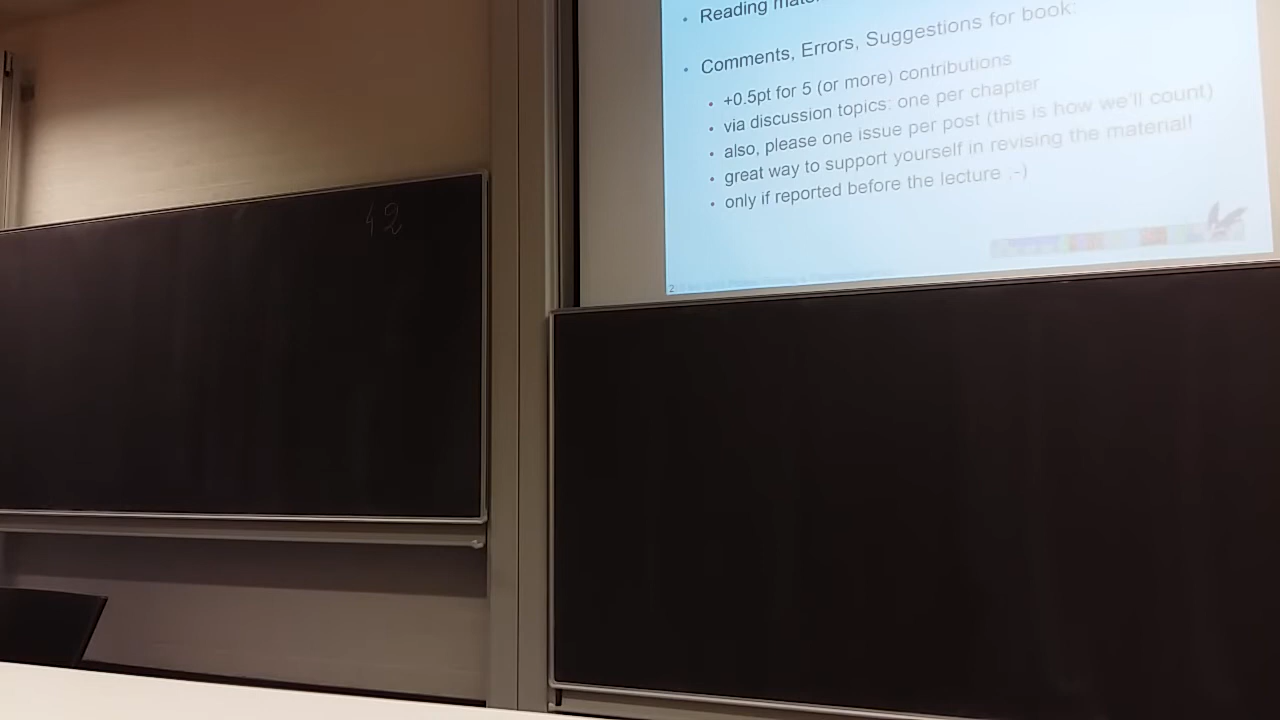 42
• Reading
• Comments, Errors, Suggestions for book:
• +0.5pt for 5 (or more) contributions
• via discussion topics: one per chapter
• also, please one issue per post (this is how we'll count)
• great way to support yourself in revising the material!
• only if reported before the lecture .-)
2